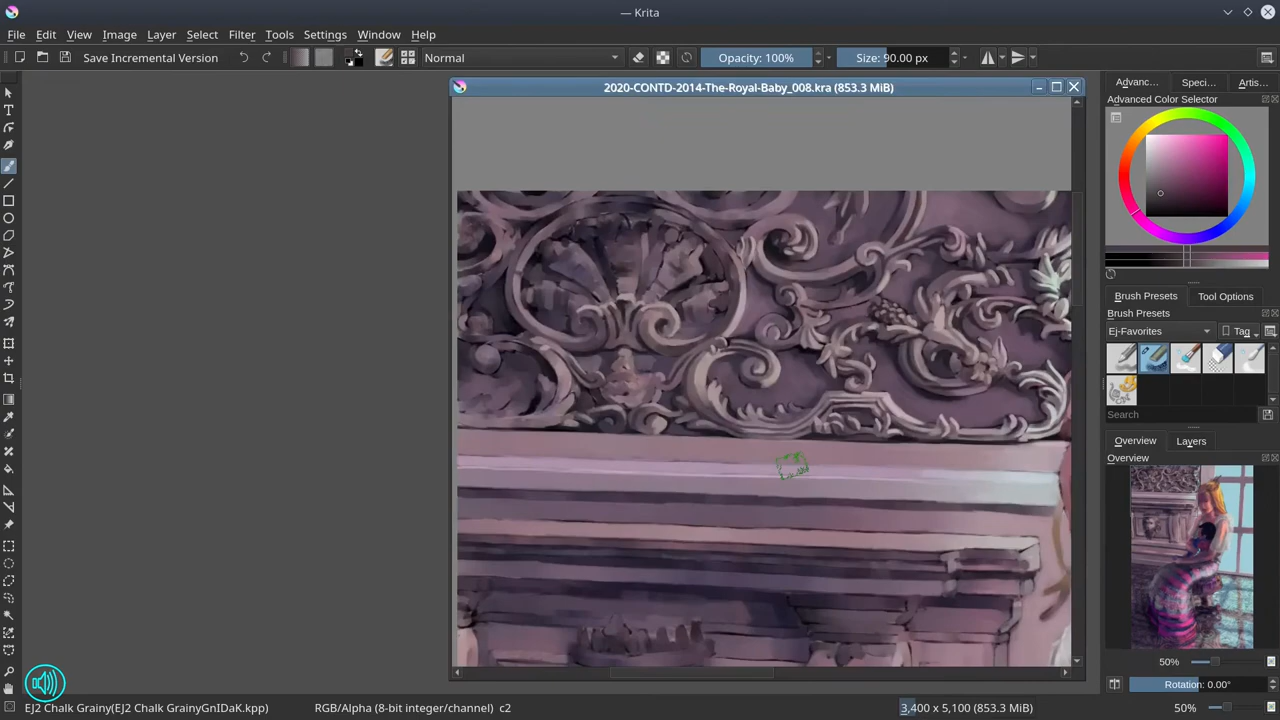 — Krita
File Edit View Image Layer Select Filter Tools Settings Window Help
Save Incremental Version Normal Opacity: 100% Size: 90.00 px
2020-CONTD-2014-The-Royal-Baby_008.kra (853.3 MiB)
Advanc... Speci... Artis...
Advanced Color Selector
Brush Presets Tool Options
Brush Presets
Ej-Favorites Tag
Search
Overview Layers
Overview
50%
Rotation: 0.00°
EJ2 Chalk Grainy(EJ2 Chalk GrainyGnIDaK.kpp) RGB/Alpha (8-bit integer/channel) c2 3,400 x 5,100 (853.3 MiB) 50%